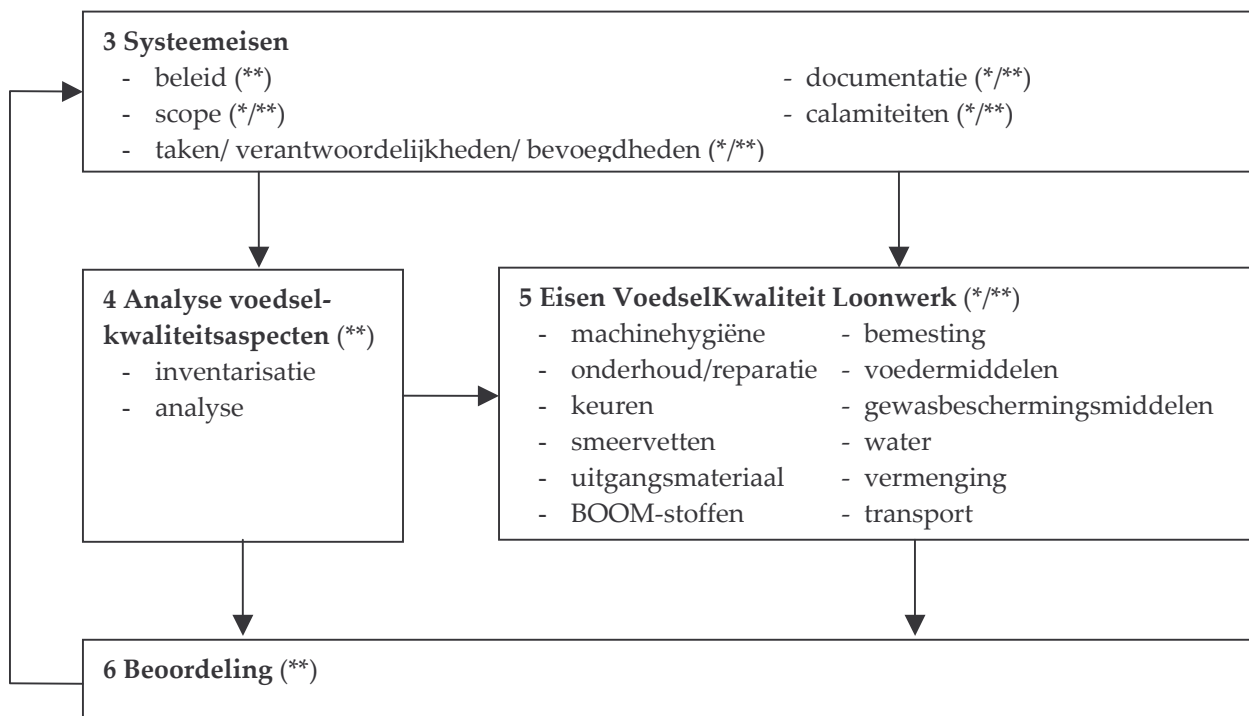 3 Systeemeisen
- beleid (**)
- documentatie (*/**)
- scope (*/**)
- calamiteiten (*/**)
- taken/ verantwoordelijkheden/ bevoegdheden (*/**)
4 Analyse voedsel-
kwaliteitsaspecten (**)
- inventarisatie
- analyse
5 Eisen VoedselKwaliteit Loonwerk (*/**)
- machinehygiëne
- onderhoud/reparatie
- keuren
- smeervetten
- uitgangsmateriaal
- BOOM-stoffen
- bemesting
- voedermiddelen
- gewasbeschermingsmiddelen
- water
- vermenging
- transport
6 Beoordeling (**)